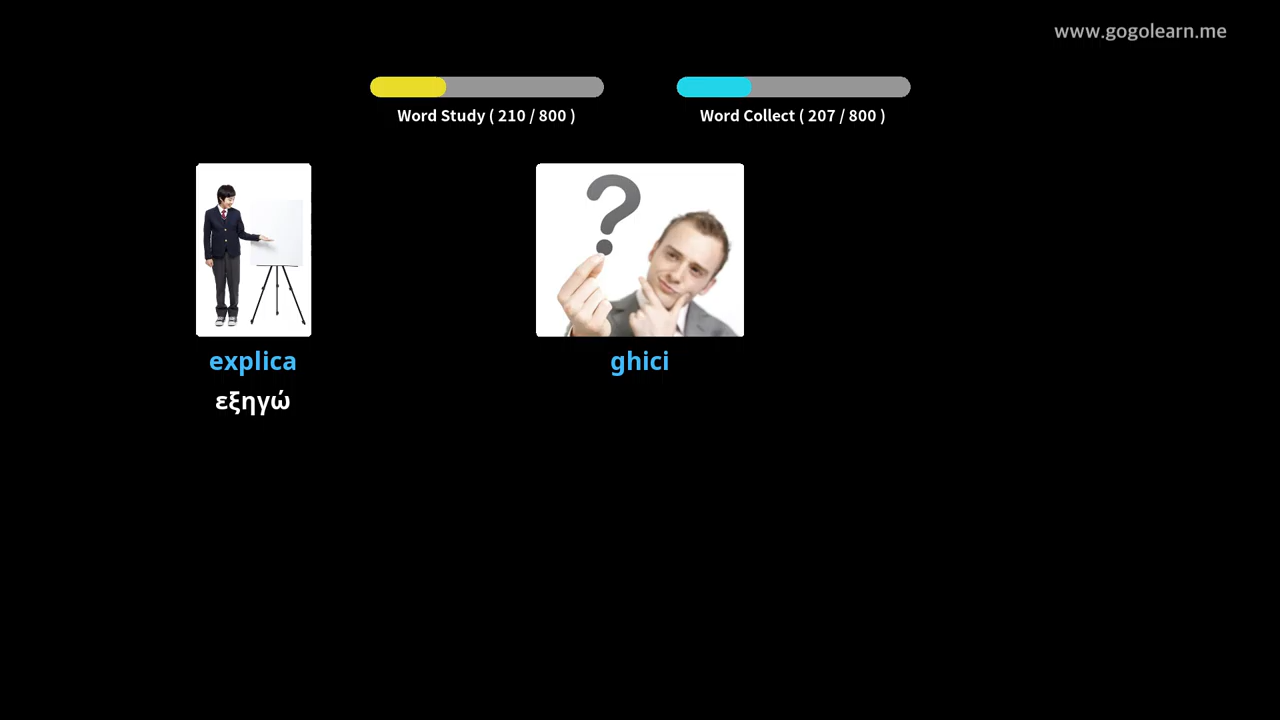 www.gogolearn.me
Word Study ( 210 / 800 )
Word Collect ( 207 / 800 )
explica
εξηγώ
ghici